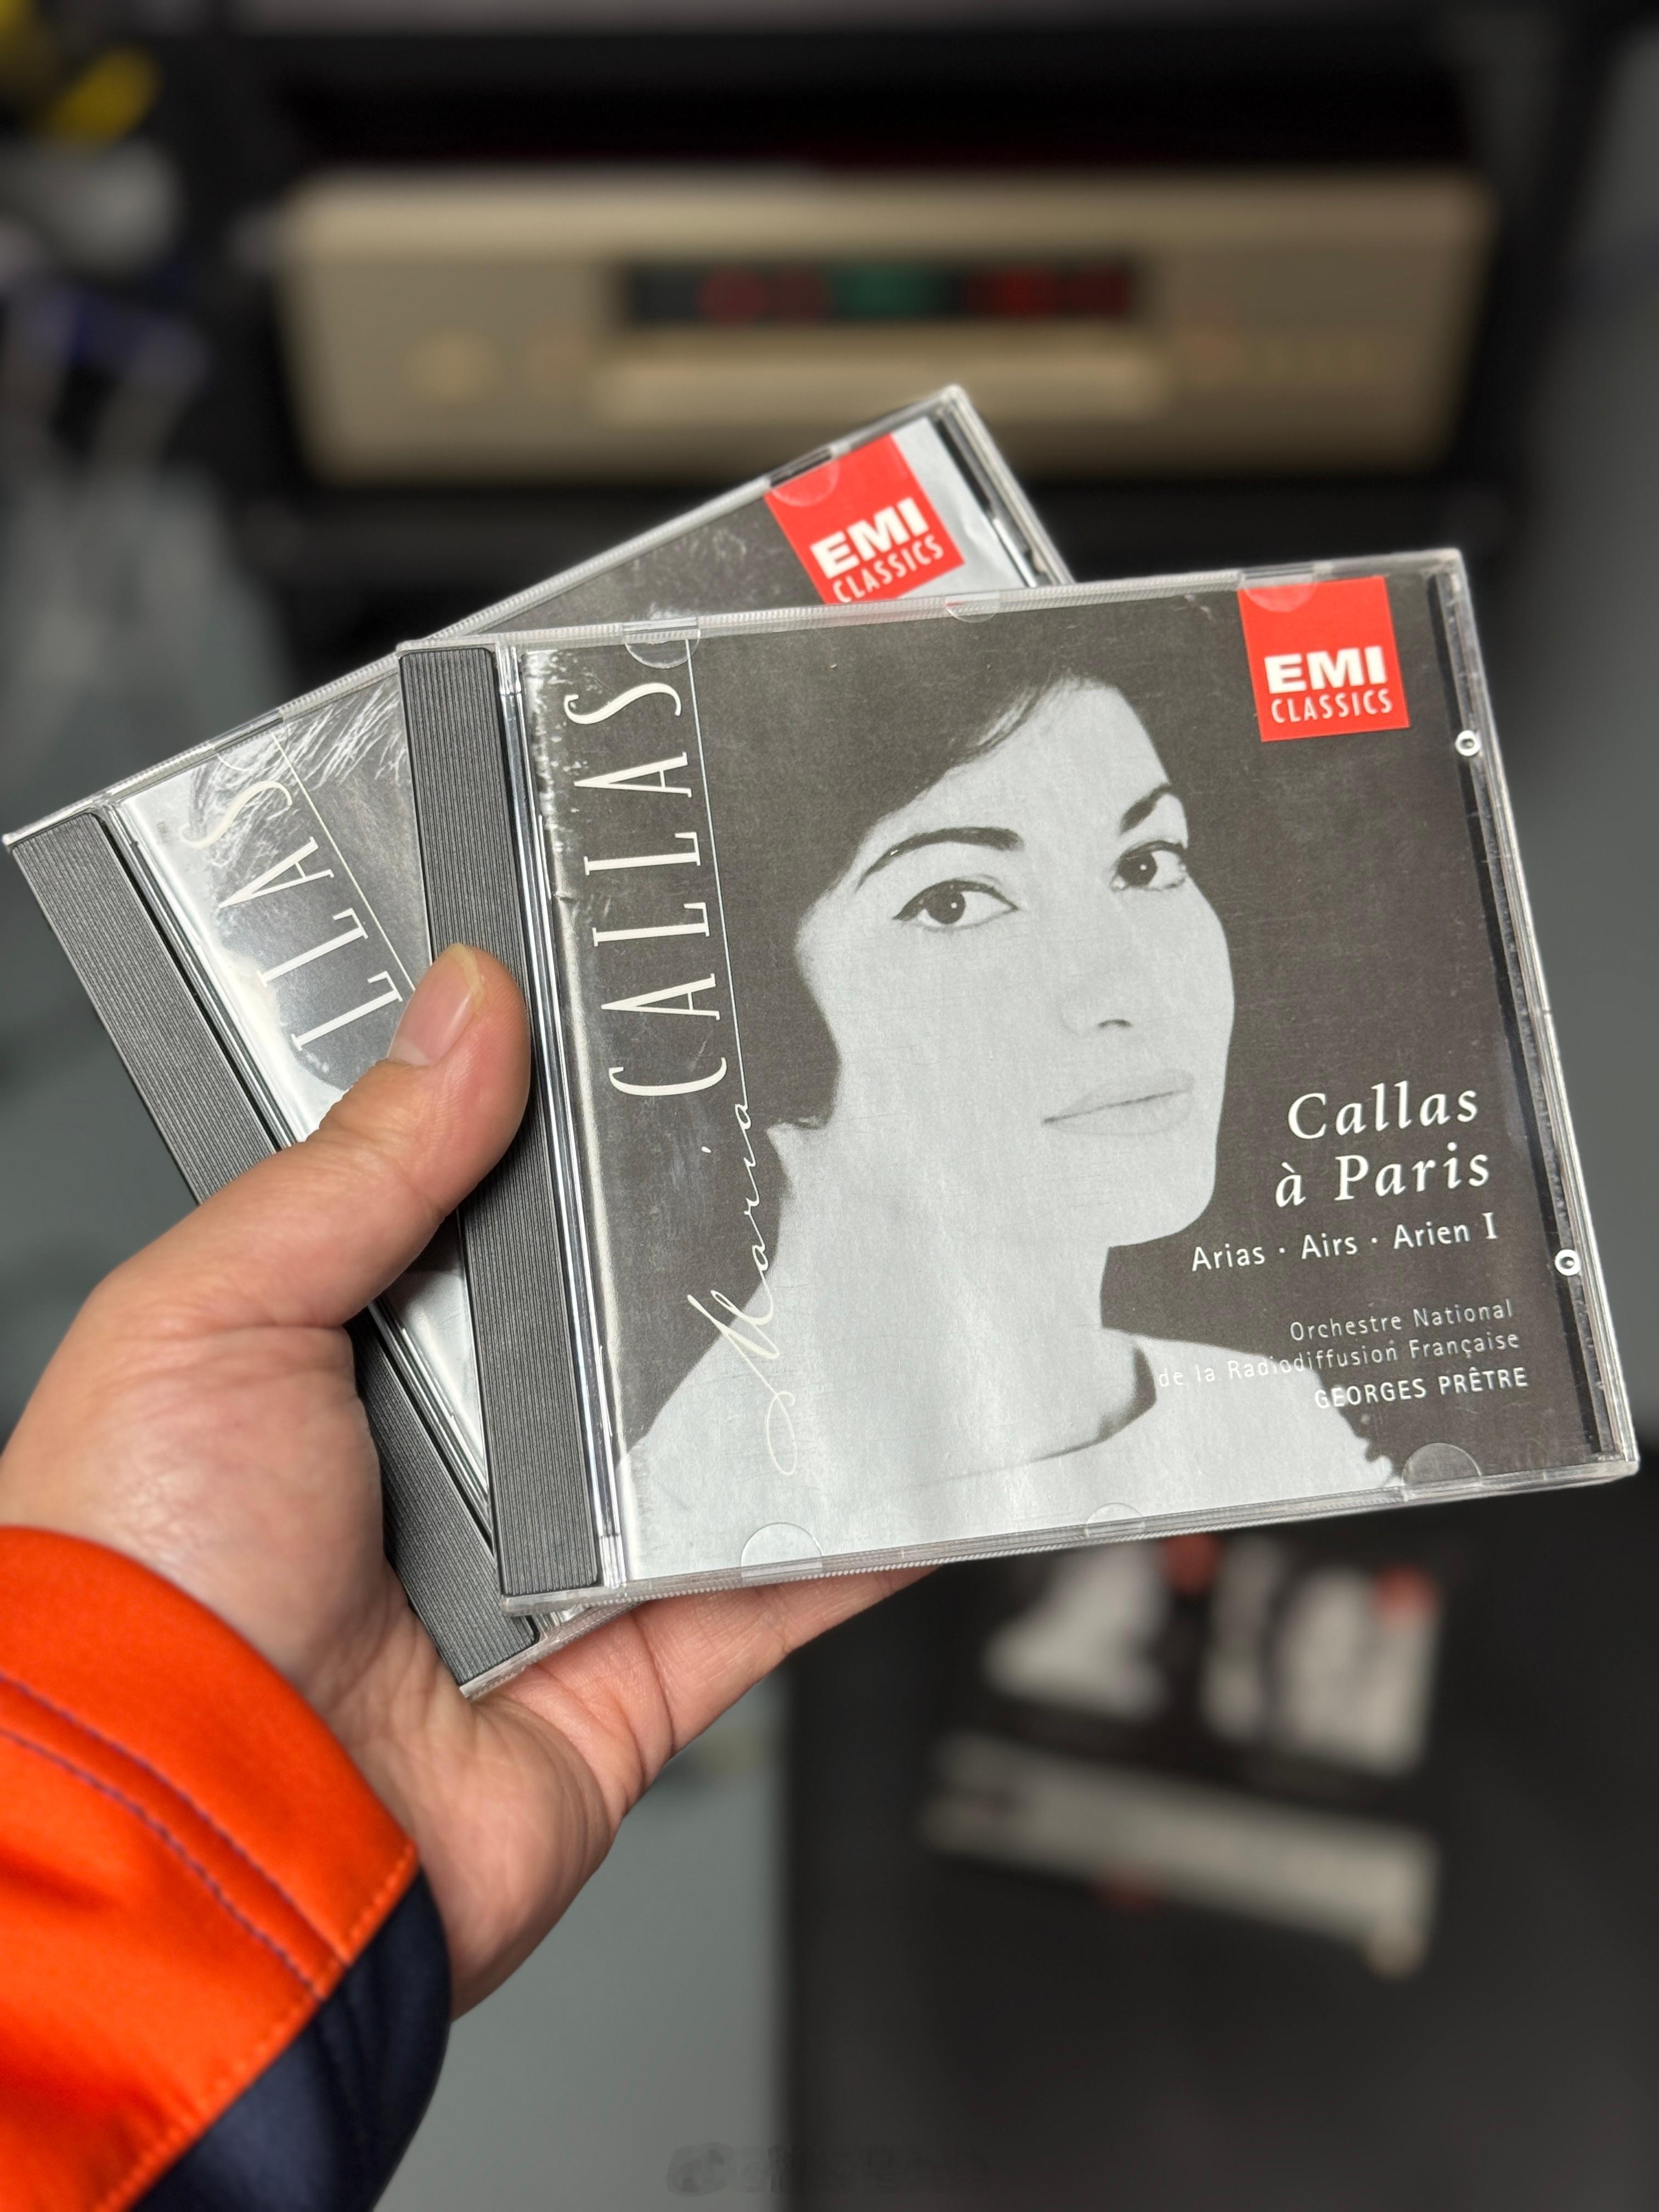 EMI
CLASSICS
LLAS
EMI
CLASSICS
Maria CALLAS
Callas
à Paris
Arias · Airs · Arien I
Orchestre National
de la Radiodiffusion Française
GEORGES PRÊTRE